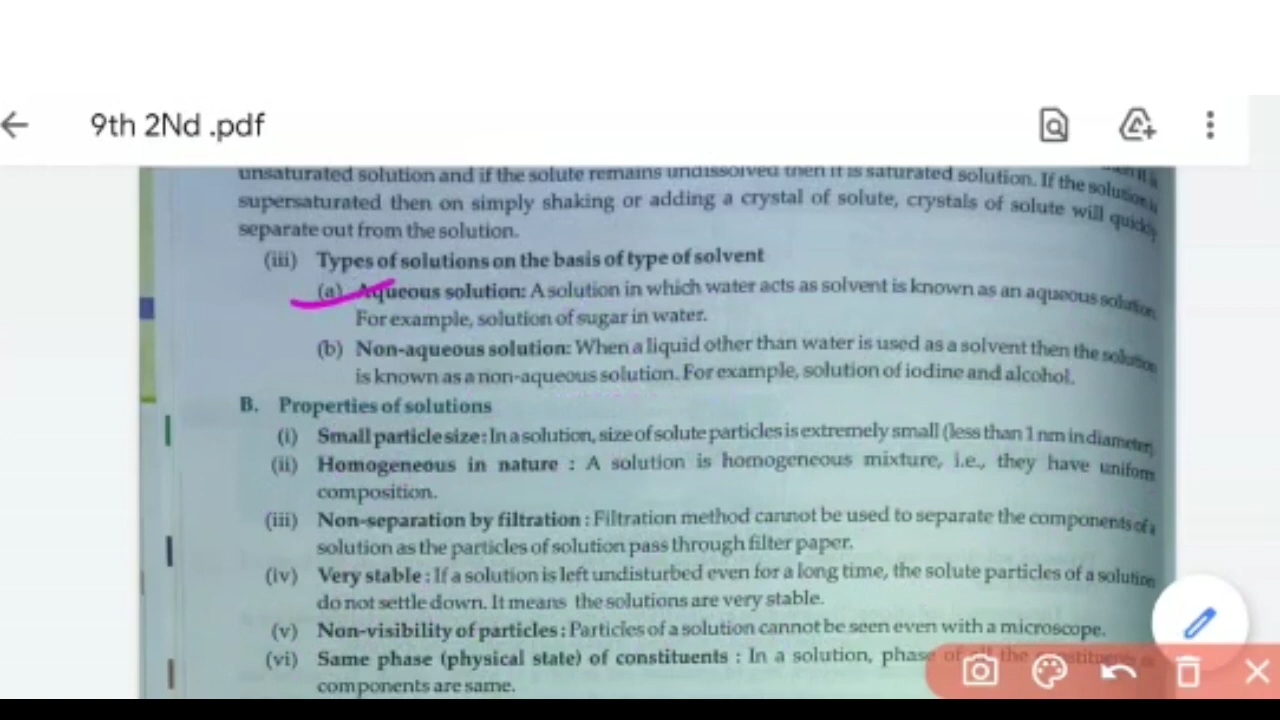 9th 2Nd .pdf
unsaturated solution and if the solute remains undissolved then it is saturated solution. If the solution is
supersaturated then on simply shaking or adding a crystal of solute, crystals of solute will quickly
separate out from the solution.
(iii) Types of solutions on the basis of type of solvent
(a) Aqueous solution: A solution in which water acts as solvent is known as an aqueous solution.
For example, solution of sugar in water.
(b) Non-aqueous solution: When a liquid other than water is used as a solvent then the solution
is known as a non-aqueous solution. For example, solution of iodine and alcohol.
B. Properties of solutions
(i) Small particle size: In a solution, size of solute particles is extremely small (less than 1 nm in diameter)
(ii) Homogeneous in nature : A solution is homogeneous mixture, i.e., they have uniform
composition.
(iii) Non-separation by filtration : Filtration method cannot be used to separate the components of a
solution as the particles of solution pass through filter paper.
(iv) Very stable : If a solution is left undisturbed even for a long time, the solute particles of a solution
do not settle down. It means the solutions are very stable.
(v) Non-visibility of particles : Particles of a solution cannot be seen even with a microscope.
(vi) Same phase (physical state) of constituents : In a solution, phase of all the
components are same.